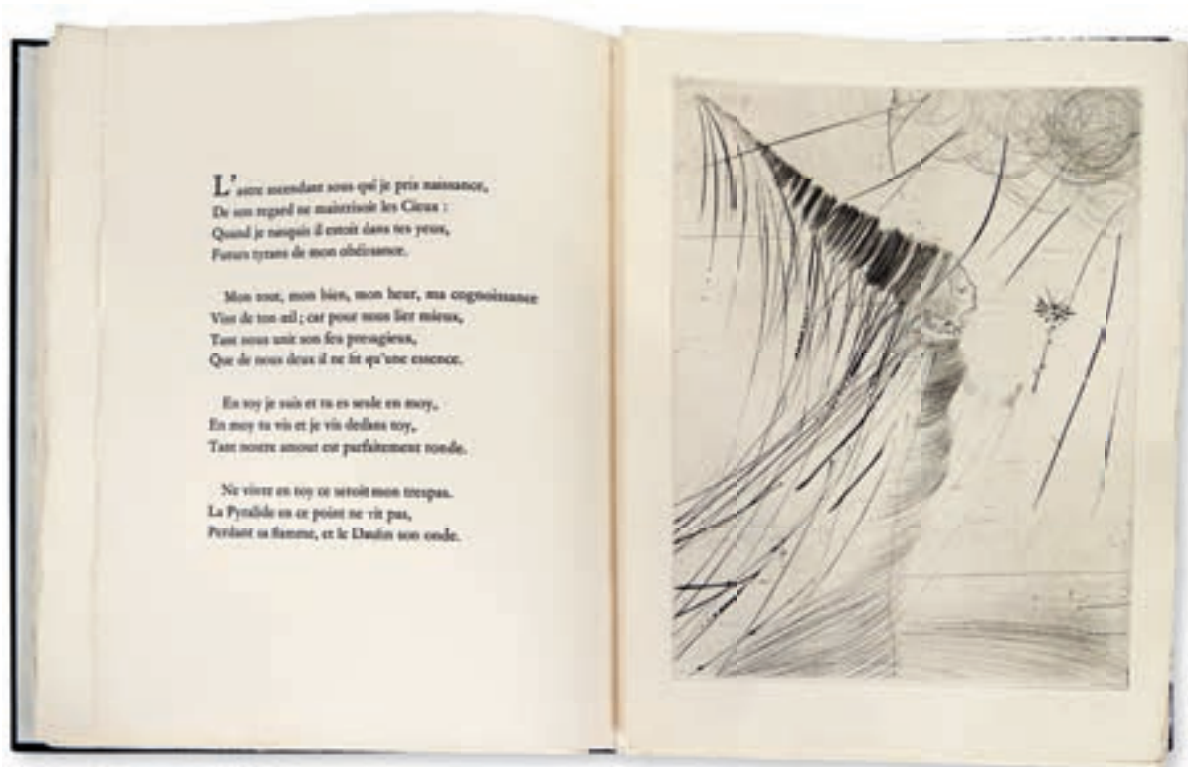 L'astre ascendant sous qui je pris naissance,
De son regard ne maistrisoit les Cieux :
Quand je nasquis il estoit dans tes yeux,
Futurs tyrans de mon obéissance.
Mon tout, mon bien, mon heur, ma cognoissance
Vint de ton œil ; car pour nous lier mieux,
Tant nous unit son feu presagieux,
Que de nous deux il ne fit qu'une essence.
En toy je suis et tu es seule en moy,
En moy tu vis et je vis dedans toy,
Tant nostre amour est parfaitement ronde.
Ne vivre en toy ce seroit mon trespas.
La Pyralide en ce point ne vit pas,
Perdant sa flamme, et le Daufin son onde.